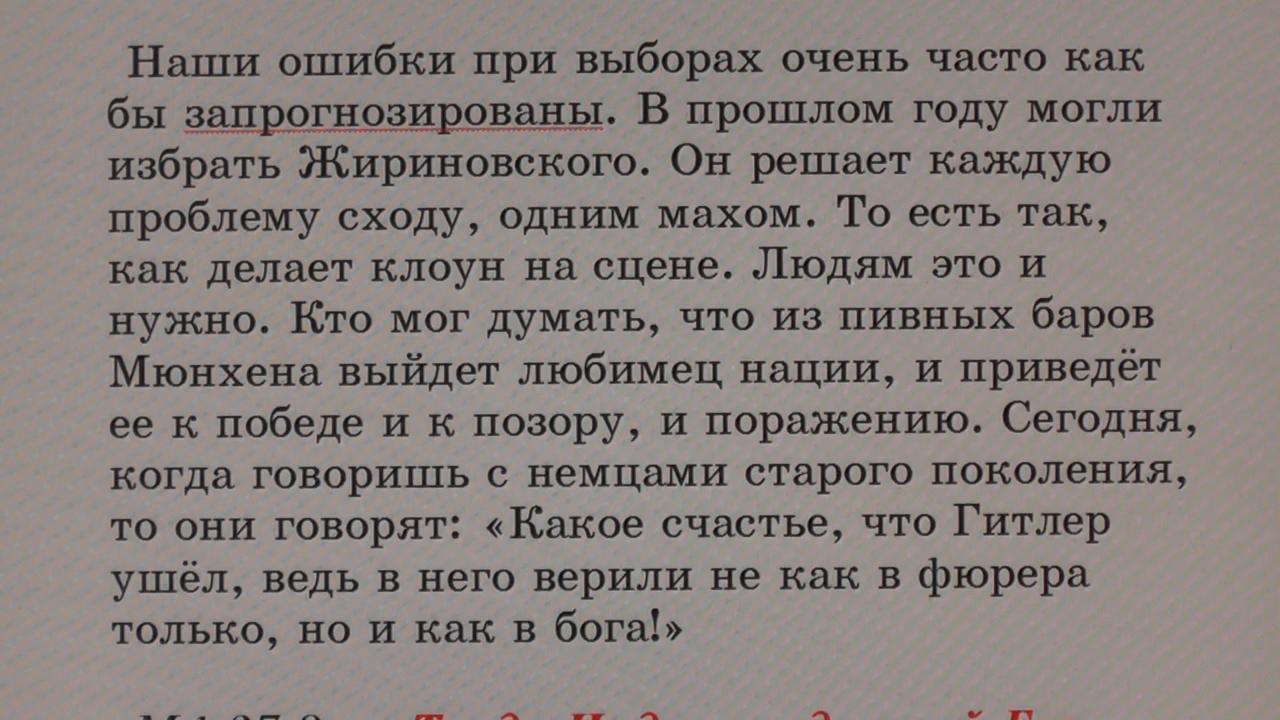 Наши ошибки при выборах очень часто как
бы запрогнозированы. В прошлом году могли
избрать Жириновского. Он решает каждую
проблему сходу, одним махом. То есть так,
как делает клоун на сцене. Людям это и
нужно. Кто мог думать, что из пивных баров
Мюнхена выйдет любимец нации, и приведёт
ее к победе и к позору, и поражению. Сегодня,
когда говоришь с немцами старого поколения,
то они говорят: «Какое счастье, что Гитлер
ушёл, ведь в него верили не как в фюрера
только, но и как в бога!»